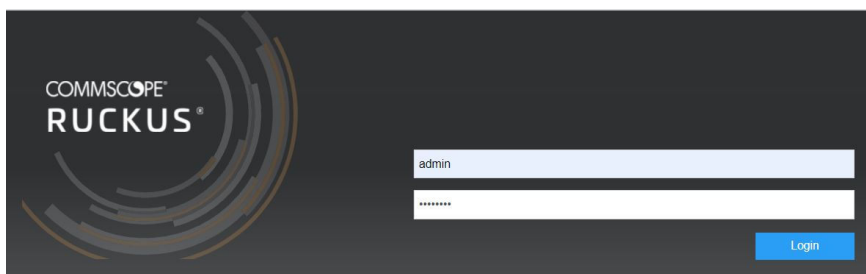 COMMSCOPE®
RUCKUS®
admin
••••••••
Login